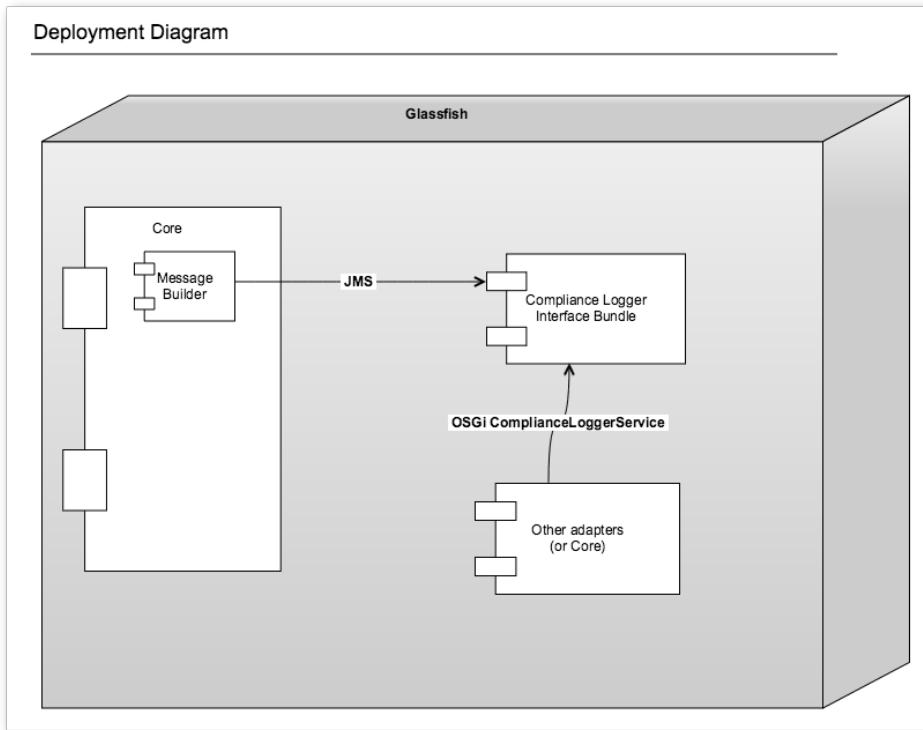 Deployment Diagram
Glassfish
Core
Message
Builder
JMS
Compliance Logger
Interface Bundle
OSGi ComplianceLoggerService
Other adapters
(or Core)